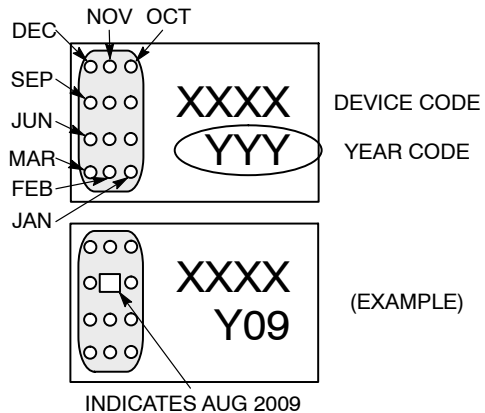 DEC NOV OCT
SEP
JUN
MAR
FEB
JAN
XXXX
DEVICE CODE
YYY
YEAR CODE
XXXX
Y09
(EXAMPLE)
INDICATES AUG 2009